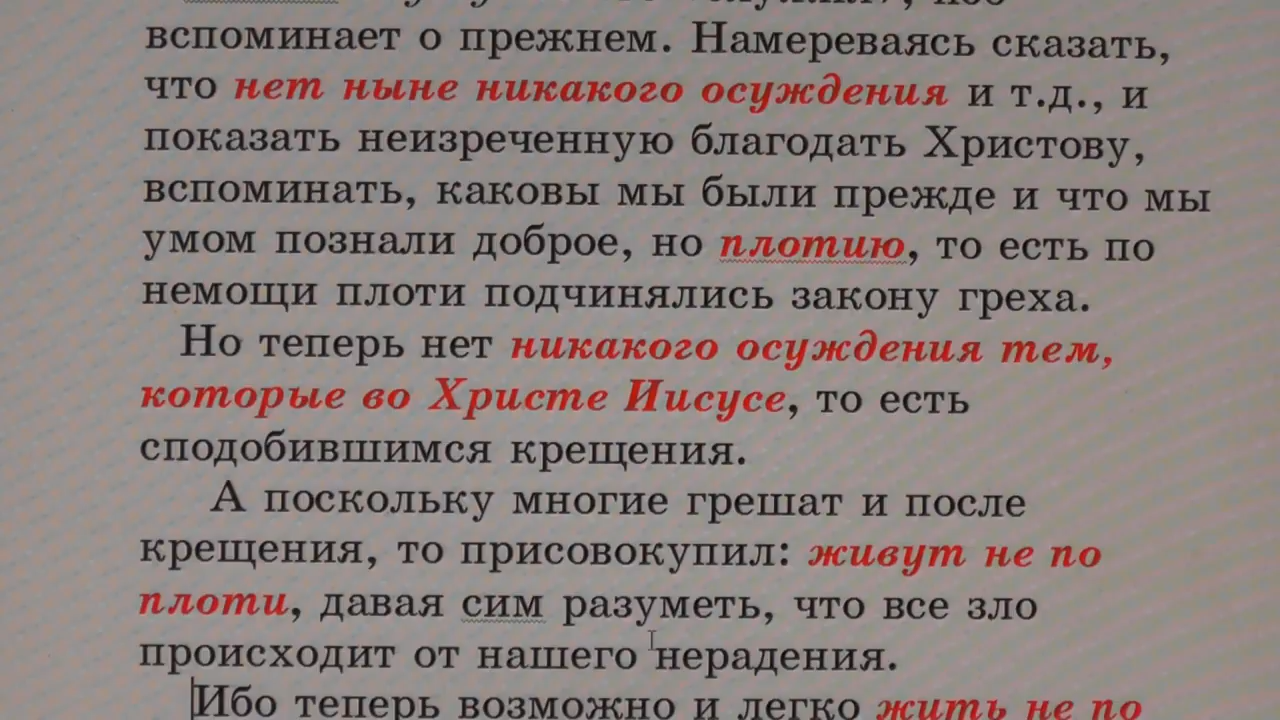 вспоминает о прежнем. Намереваясь сказать,
что нет ныне никакого осуждения и т.д., и
показать неизреченную благодать Христову,
вспоминать, каковы мы были прежде и что мы
умом познали доброе, но плотию, то есть по
немощи плоти подчинялись закону греха.
Но теперь нет никакого осуждения тем,
которые во Христе Иисусе, то есть
сподобившимся крещения.
А поскольку многие грешат и после
крещения, то присовокупил: живут не по
плоти, давая сим разуметь, что все зло
происходит от нашего нерадения.
Ибо теперь возможно и легко жить не по